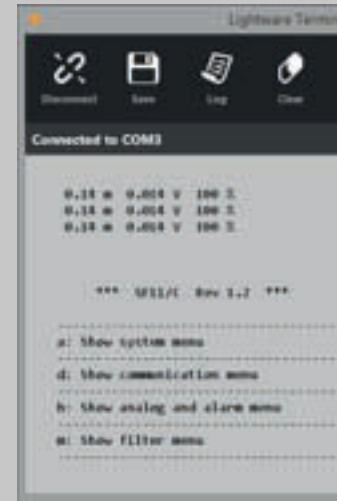 Lightware Termin
Disconnect Save Log Clear
Connected to COM3
0.14 m 0.014 V 100 %
0.14 m 0.014 V 100 %
0.14 m 0.014 V 100 %
*** SF11/C Rev 1.2 ***
a: Show system menu
d: Show communication menu
h: Show analog and alarm menu
m: Show filter menu